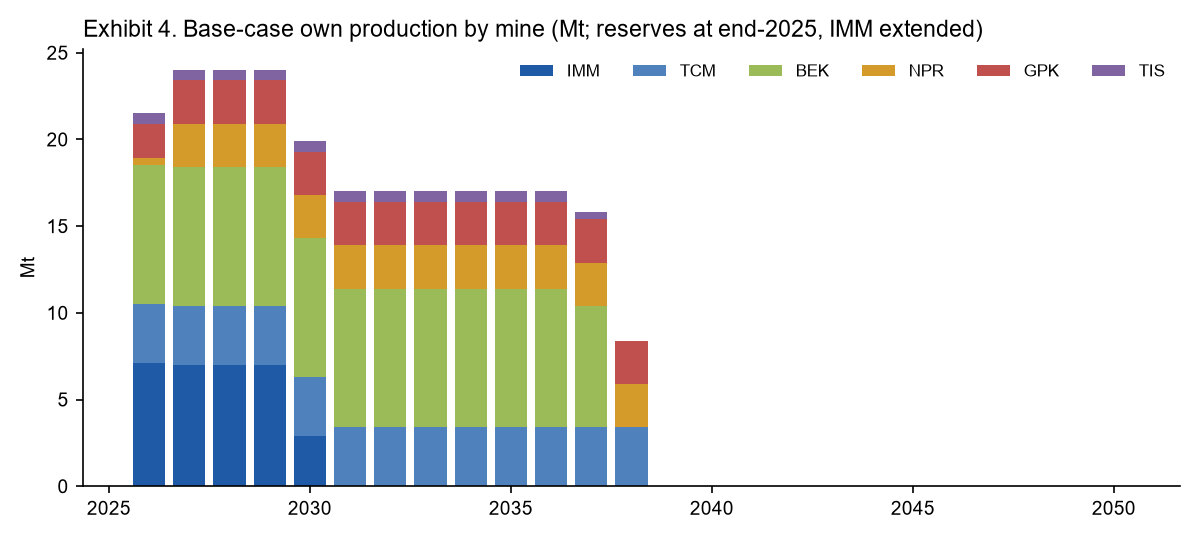 Exhibit 4. Base-case own production by mine (Mt; reserves at end-2025, IMM extended)
IMM TCM BEK NPR GPK TIS
Mt
25
20
15
10
5
0
2025 2030 2035 2040 2045 2050